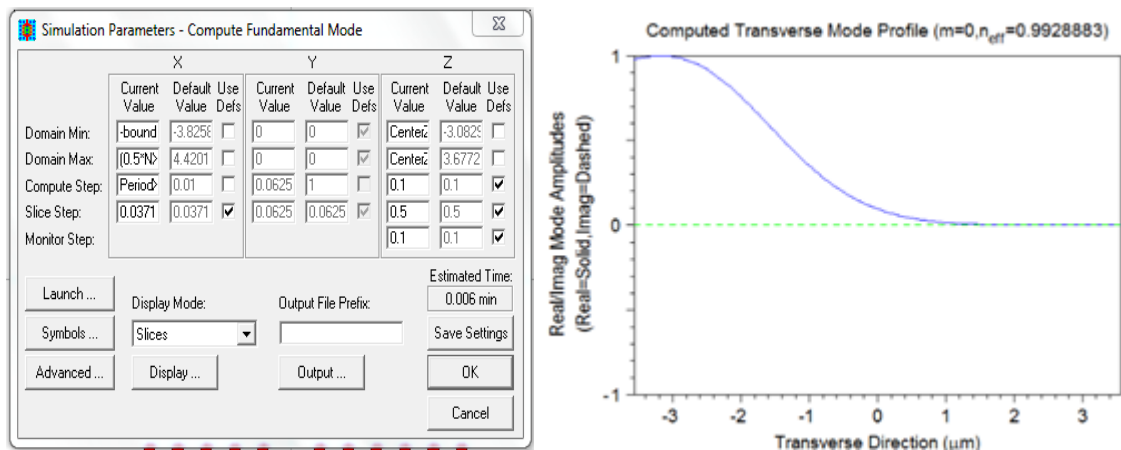 Simulation Parameters - Compute Fundamental Mode
X Y Z
Current Default Use Current Default Use Current Default Use
Value Value Defs Value Value Defs Value Value Defs
Domain Min: -bound -3.8258 0 0 CenterZ -3.0829
Domain Max: (0.5*N> 4.4201 0 0 CenterZ 3.6772
Compute Step: Period> 0.01 0.0625 1 0.1 0.1
Slice Step: 0.0371 0.0371 0.0625 0.0625 0.5 0.5
Monitor Step: 0.1 0.1
Estimated Time:
Launch ... Display Mode: Output File Prefix: 0.006 min
Symbols ... Slices Save Settings
Advanced ... Display ... Output ... OK
Cancel
Computed Transverse Mode Profile (m=0,neff=0.9928883)
Real/Imag Mode Amplitudes
(Real=Solid,Imag=Dashed)
1
0
-1
-3 -2 -1 0 1 2 3
Transverse Direction (μm)